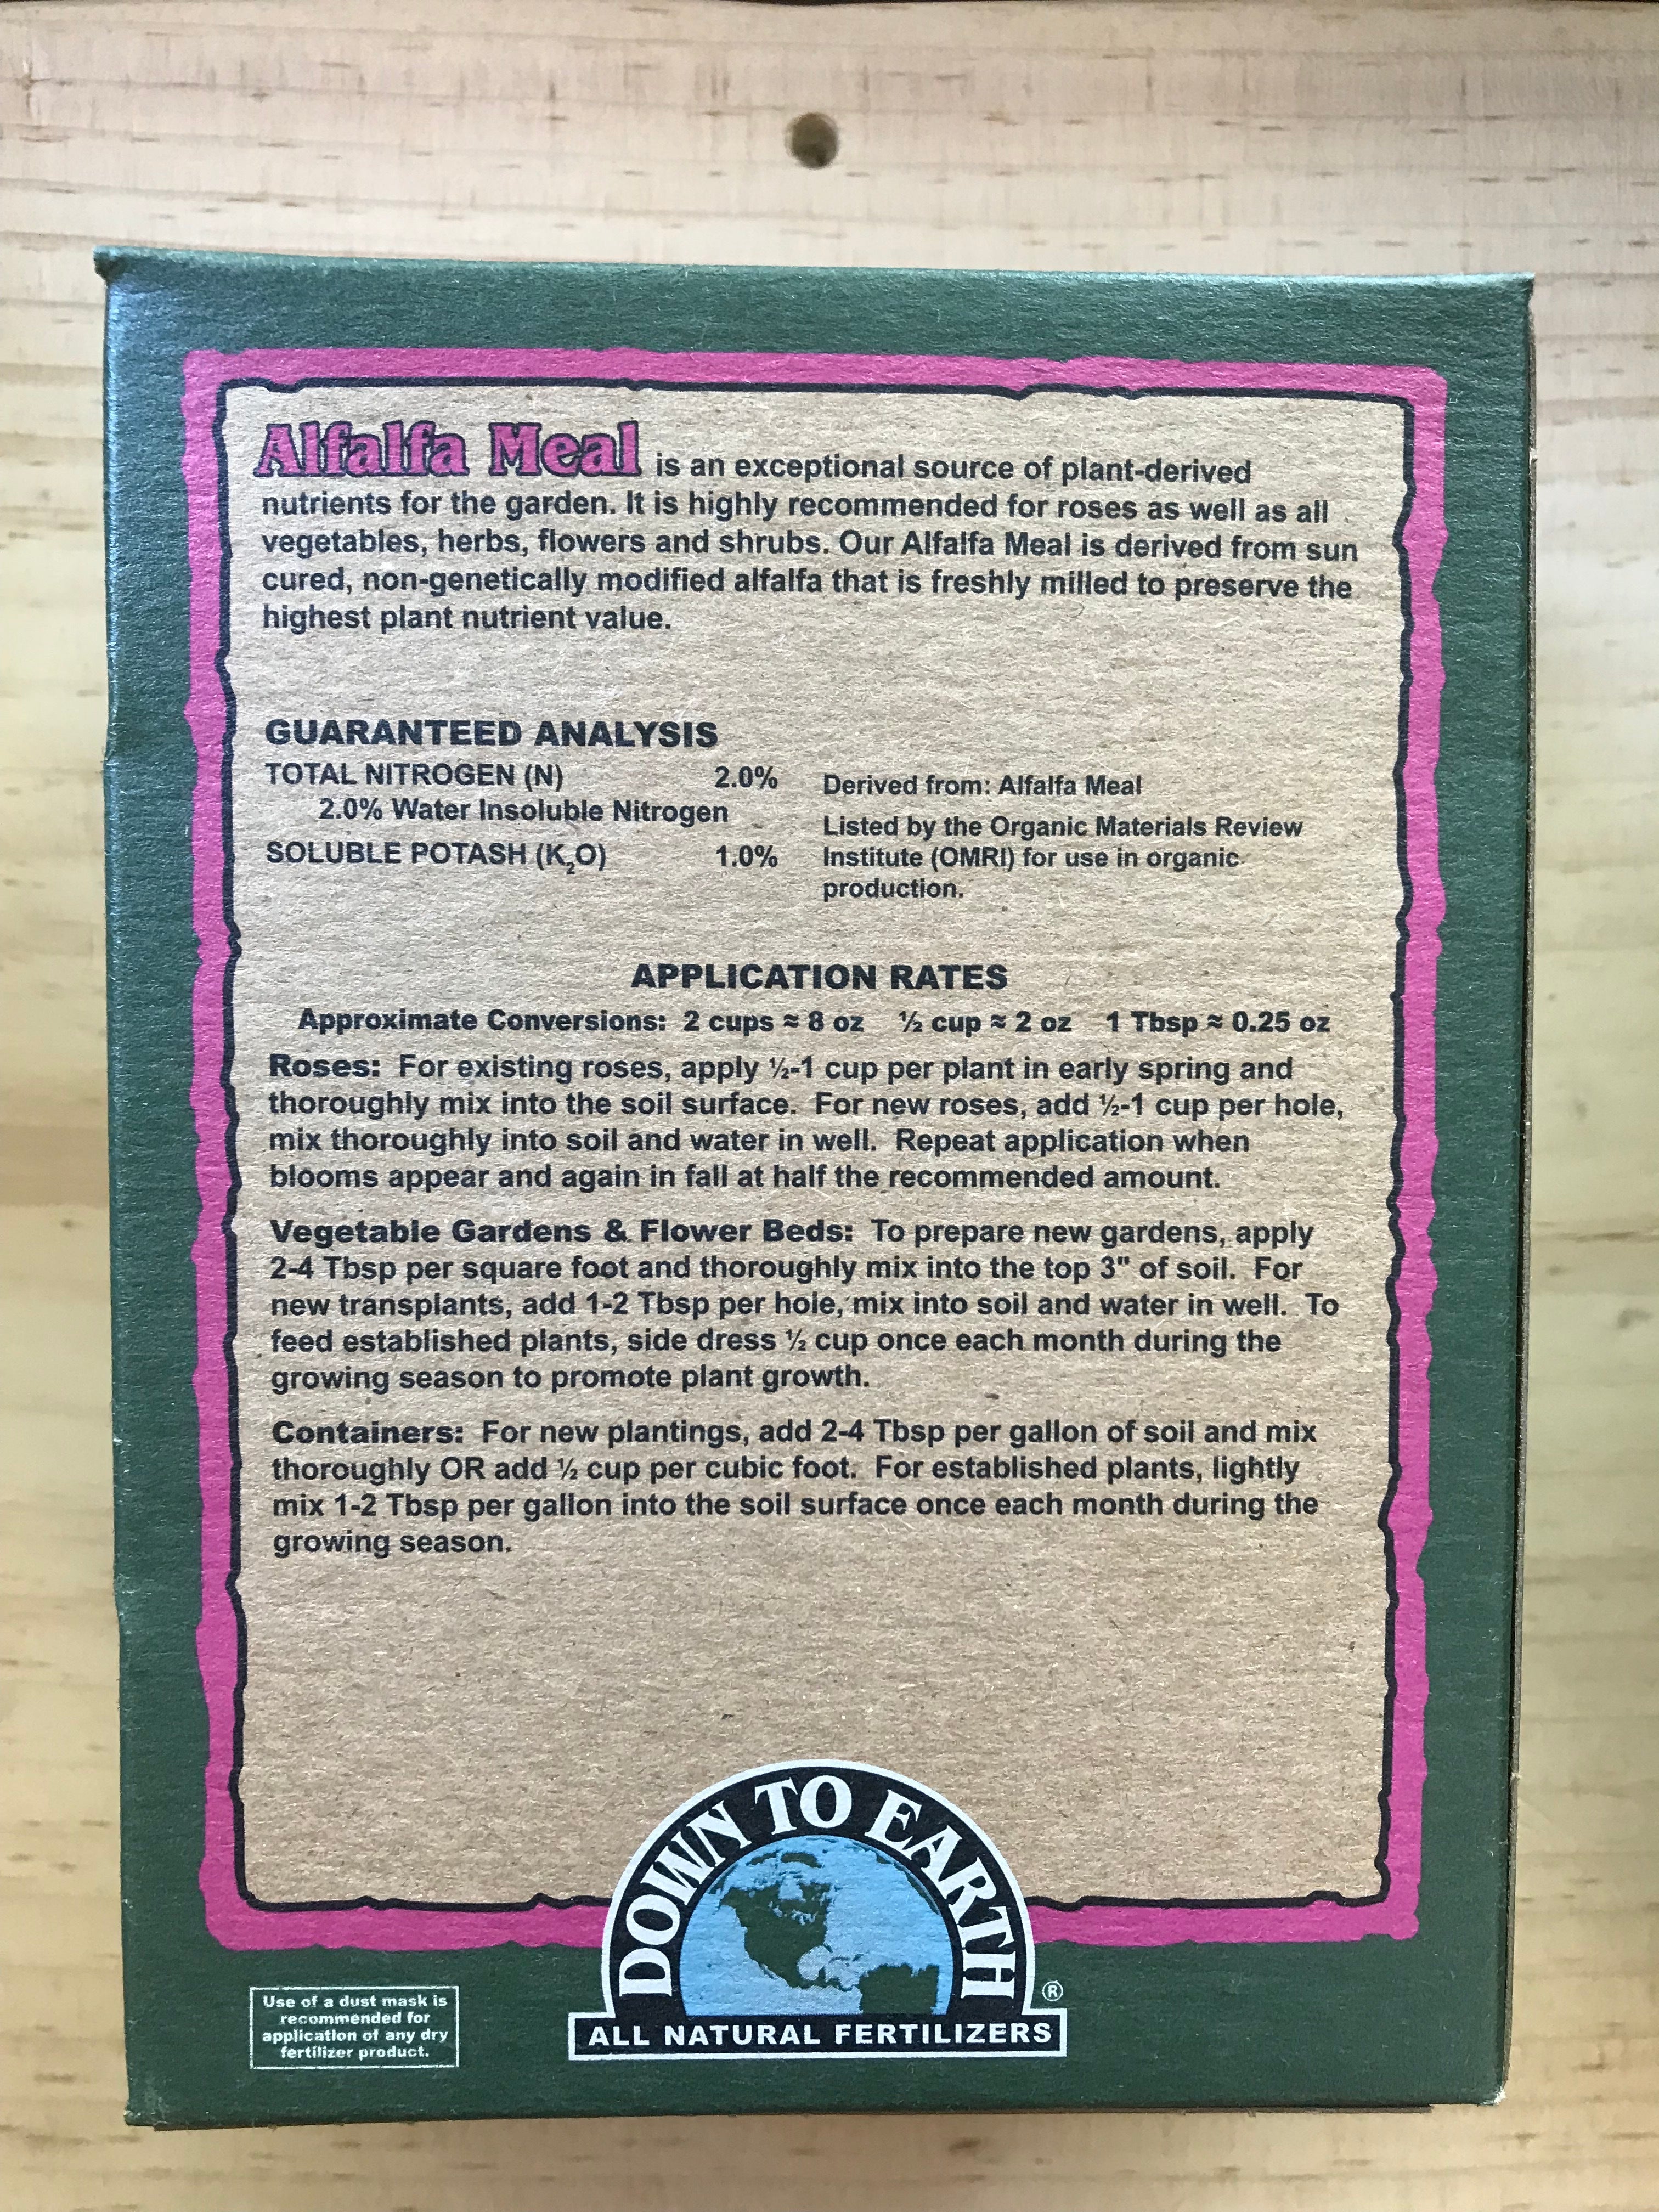 Alfalfa Meal is an exceptional source of plant-derived
nutrients for the garden. It is highly recommended for roses as well as all
vegetables, herbs, flowers and shrubs. Our Alfalfa Meal is derived from sun
cured, non-genetically modified alfalfa that is freshly milled to preserve the
highest plant nutrient value.
GUARANTEED ANALYSIS
TOTAL NITROGEN (N) 2.0%
2.0% Water Insoluble Nitrogen
SOLUBLE POTASH (K₂O) 1.0%
Derived from: Alfalfa Meal
Listed by the Organic Materials Review
Institute (OMRI) for use in organic
production.
APPLICATION RATES
Approximate Conversions: 2 cups ≈ 8 oz ½ cup ≈ 2 oz 1 Tbsp ≈ 0.25 oz
Roses: For existing roses, apply ½-1 cup per plant in early spring and
thoroughly mix into the soil surface. For new roses, add ½-1 cup per hole,
mix thoroughly into soil and water in well. Repeat application when
blooms appear and again in fall at half the recommended amount.
Vegetable Gardens & Flower Beds: To prepare new gardens, apply
2-4 Tbsp per square foot and thoroughly mix into the top 3" of soil. For
new transplants, add 1-2 Tbsp per hole, mix into soil and water in well. To
feed established plants, side dress ½ cup once each month during the
growing season to promote plant growth.
Containers: For new plantings, add 2-4 Tbsp per gallon of soil and mix
thoroughly OR add ½ cup per cubic foot. For established plants, lightly
mix 1-2 Tbsp per gallon into the soil surface once each month during the
growing season.
DOWN TO EARTH
®
ALL NATURAL FERTILIZERS
Use of a dust mask is
recommended for
application of any dry
fertilizer product.